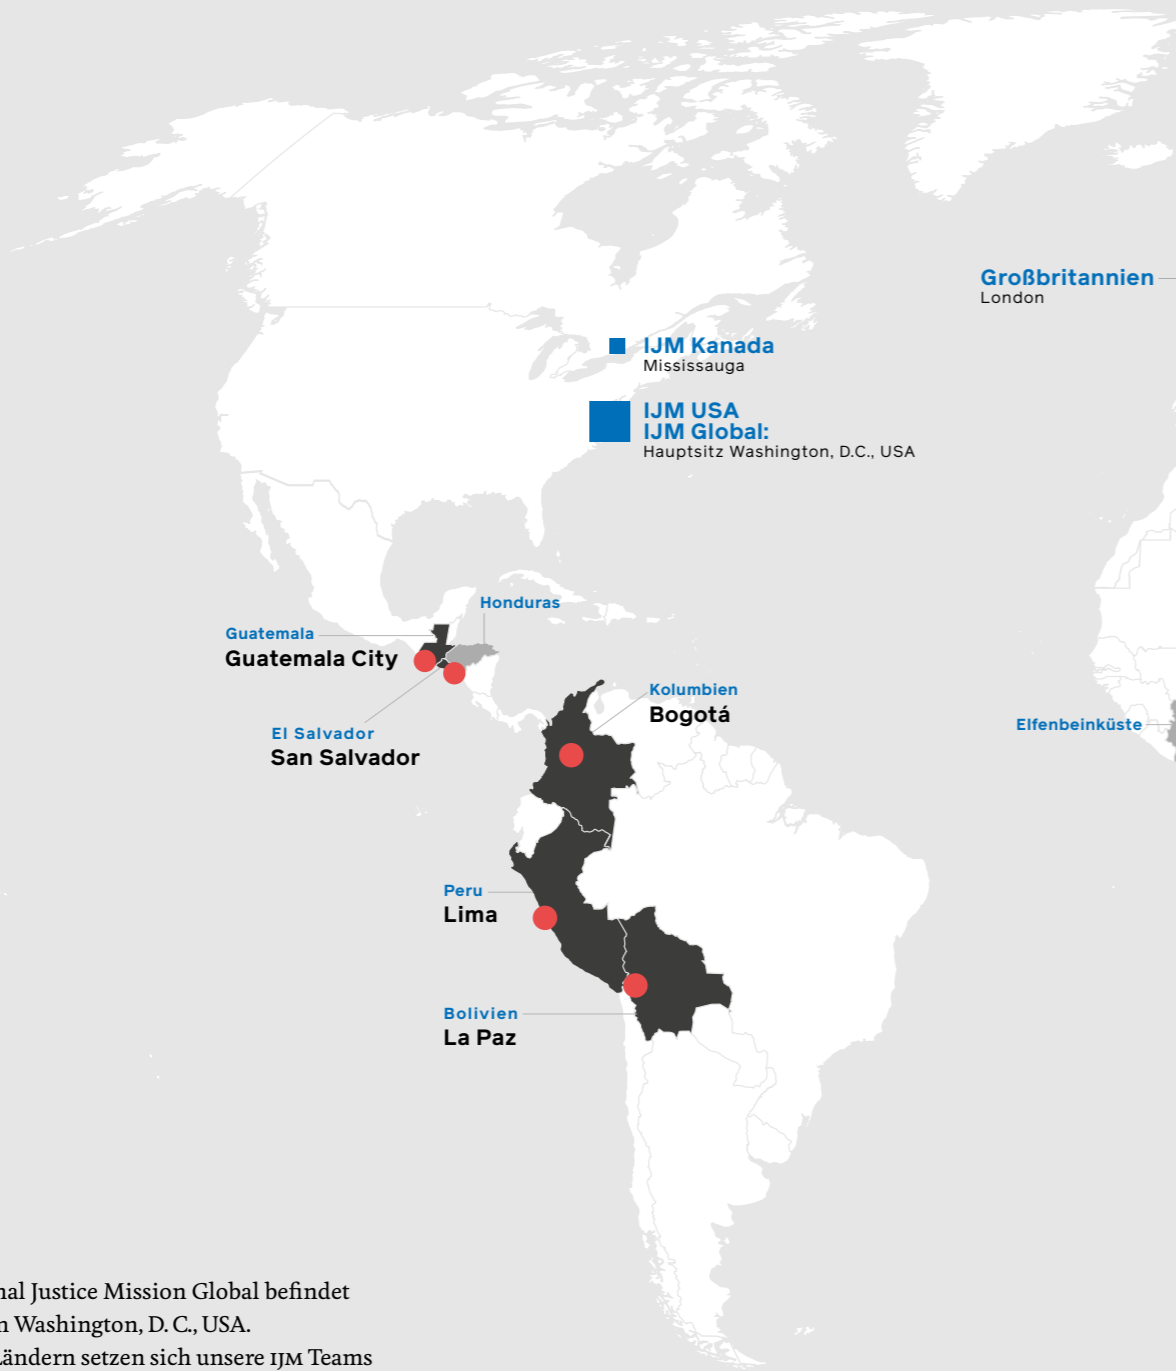 Großbritannien
London
IJM Kanada
Mississauga
IJM USA
IJM Global:
Hauptsitz Washington, D.C., USA
Honduras
Guatemala
Guatemala City
Kolumbien
Bogotá
Elfenbeinküste
El Salvador
San Salvador
Peru
Lima
Bolivien
La Paz
Justice Mission Global befindet
Washington, D. C., USA.
setzen sich unsere IJM Teams